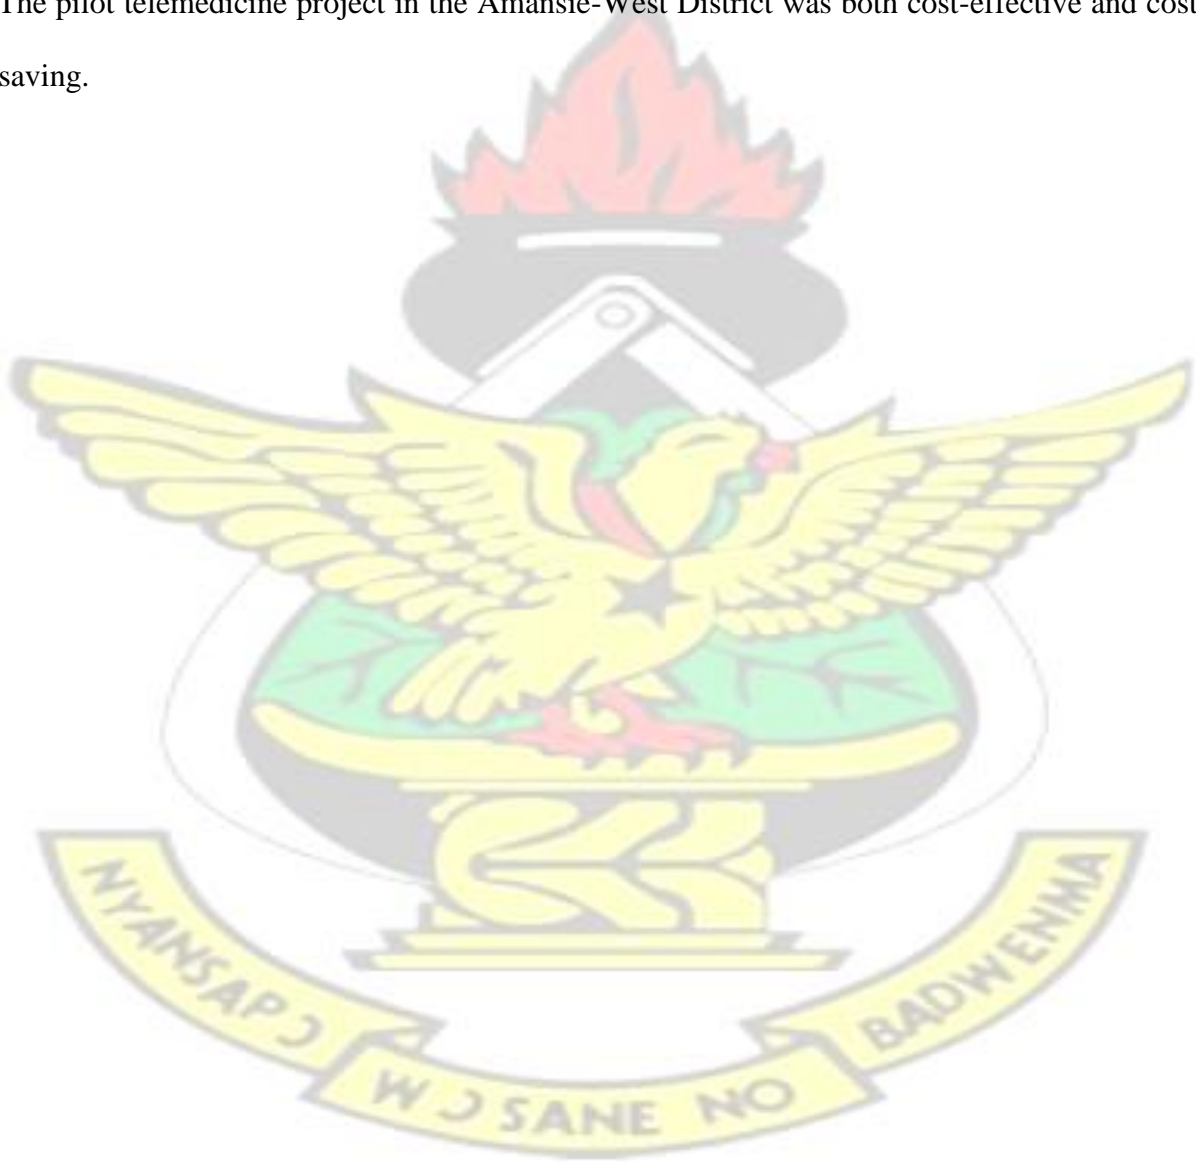 The pilot telemedicine project in the Amansie-West District was both cost-effective and cost
saving.
NYANSAPƆ
WƆSANE NO
BADWENMA